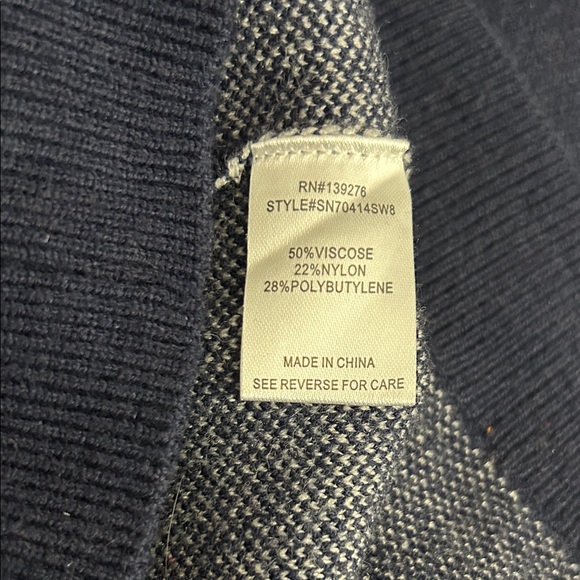 RN#139276
STYLE#SN70414SW8
50%VISCOSE
22%NYLON
28%POLYBUTYLENE
MADE IN CHINA
SEE REVERSE FOR CARE